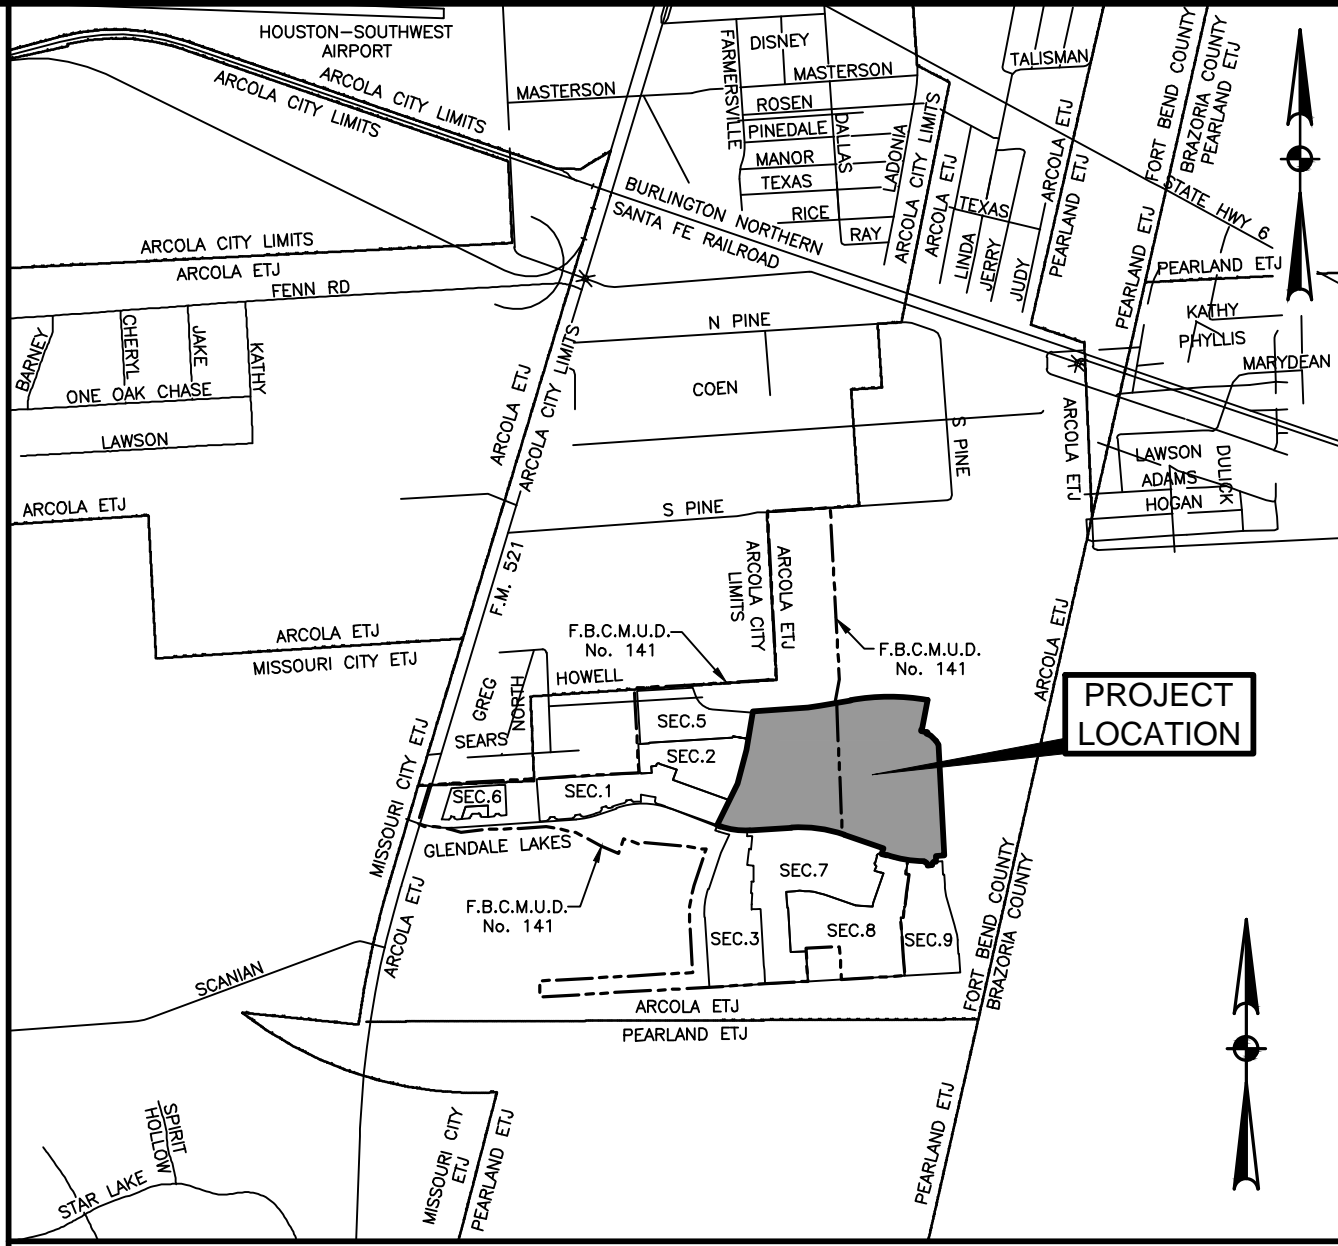 HOUSTON-SOUTHWEST
AIRPORT
ARCOLA CITY LIMITS
ARCOLA CITY LIMITS
MASTERSON
FARMERSVILLE
DISNEY
MASTERSON
ROSEN
PINEDALE
DALLAS
MANOR
TEXAS
RICE
RAY
LADONIA
ARCOLA CITY LIMITS
ARCOLA ETJ
TALISMAN
ARCOLA ETJ
PEARLAND ETJ
TEXAS
LINDA
JERRY
JUDY
FORT BEND COUNTY
BRAZORIA COUNTY
PEARLAND ETJ
PEARLAND ETJ
STATE HWY 6
PEARLAND ETJ
KATHY
PHYLLIS
MARYDEAN
BURLINGTON NORTHERN
SANTA FE RAILROAD
ARCOLA CITY LIMITS
ARCOLA ETJ
FENN RD
BARNEY
CHERYL
JAKE
KATHY
ONE OAK CHASE
LAWSON
ARCOLA ETJ
ARCOLA ETJ
ARCOLA CITY LIMITS
N PINE
COEN
S PINE
S PINE
ARCOLA ETJ
LAWSON
ADAMS
HOGAN
DULICK
F.M. 521
ARCOLA CITY
LIMITS
ARCOLA ETJ
ARCOLA ETJ
MISSOURI CITY ETJ
F.B.C.M.U.D.
No. 141
F.B.C.M.U.D.
No. 141
ARCOLA ETJ
PROJECT
LOCATION
HOWELL
GREG
NORTH
SEARS
SEC.5
SEC.2
SEC.1
SEC.6
MISSOURI CITY ETJ
MISSOURI CITY ETJ
ARCOLA ETJ
GLENDALE LAKES
F.B.C.M.U.D.
No. 141
SEC.7
SEC.3
SEC.8
SEC.9
FORT BEND COUNTY
BRAZORIA COUNTY
SCANIAN
ARCOLA ETJ
PEARLAND ETJ
SPIRIT
HOLLOW
STAR LAKE
MISSOURI CITY
ETJ
PEARLAND ETJ
PEARLAND ETJ